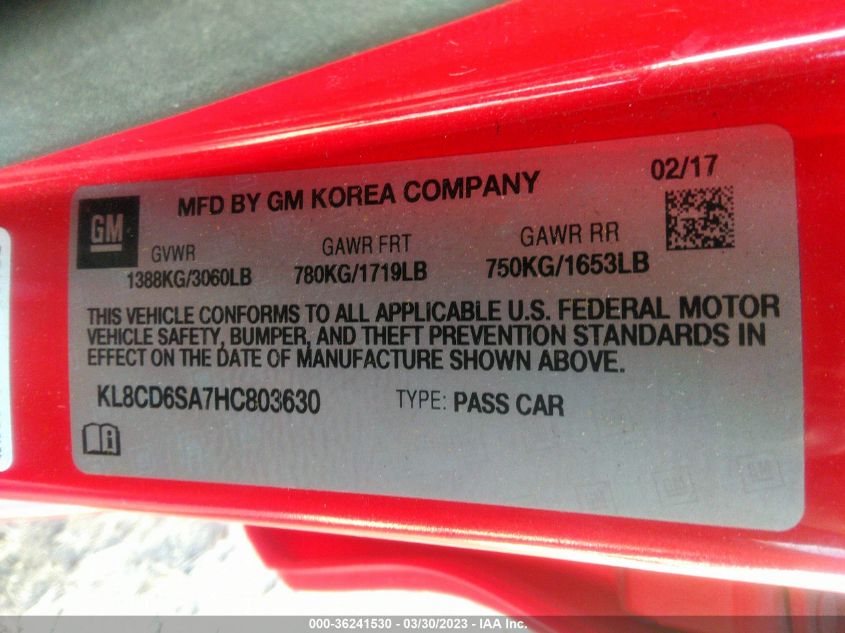 GM
MFD BY GM KOREA COMPANY
02/17
GVWR
GAWR FRT
GAWR RR
1388KG/3060LB
780KG/1719LB
750KG/1653LB
THIS VEHICLE CONFORMS TO ALL APPLICABLE U.S. FEDERAL MOTOR
VEHICLE SAFETY, BUMPER, AND THEFT PREVENTION STANDARDS IN
EFFECT ON THE DATE OF MANUFACTURE SHOWN ABOVE.
KL8CD6SA7HC803630
TYPE: PASS CAR
000-36241530 - 03/30/2023 - IAA Inc.